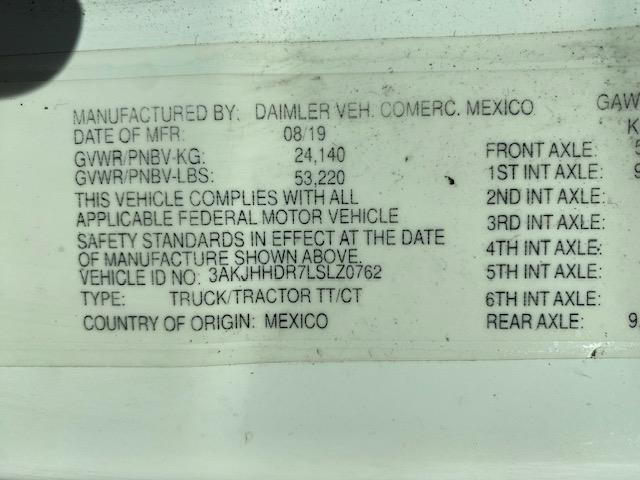 MANUFACTURED BY: DAIMLER VEH. COMERC. MEXICO
DATE OF MFR: 08/19
GVWR/PNBV-KG: 24,140
GVWR/PNBV-LBS: 53,220
THIS VEHICLE COMPLIES WITH ALL
APPLICABLE FEDERAL MOTOR VEHICLE
SAFETY STANDARDS IN EFFECT AT THE DATE
OF MANUFACTURE SHOWN ABOVE.
VEHICLE ID NO: 3AKJHHDR7LSLZ0762
TYPE: TRUCK/TRACTOR TT/CT
COUNTRY OF ORIGIN: MEXICO
GAW
K
FRONT AXLE: 5
1ST INT AXLE: 9
2ND INT AXLE:
3RD INT AXLE:
4TH INT AXLE:
5TH INT AXLE:
6TH INT AXLE:
REAR AXLE: 9,